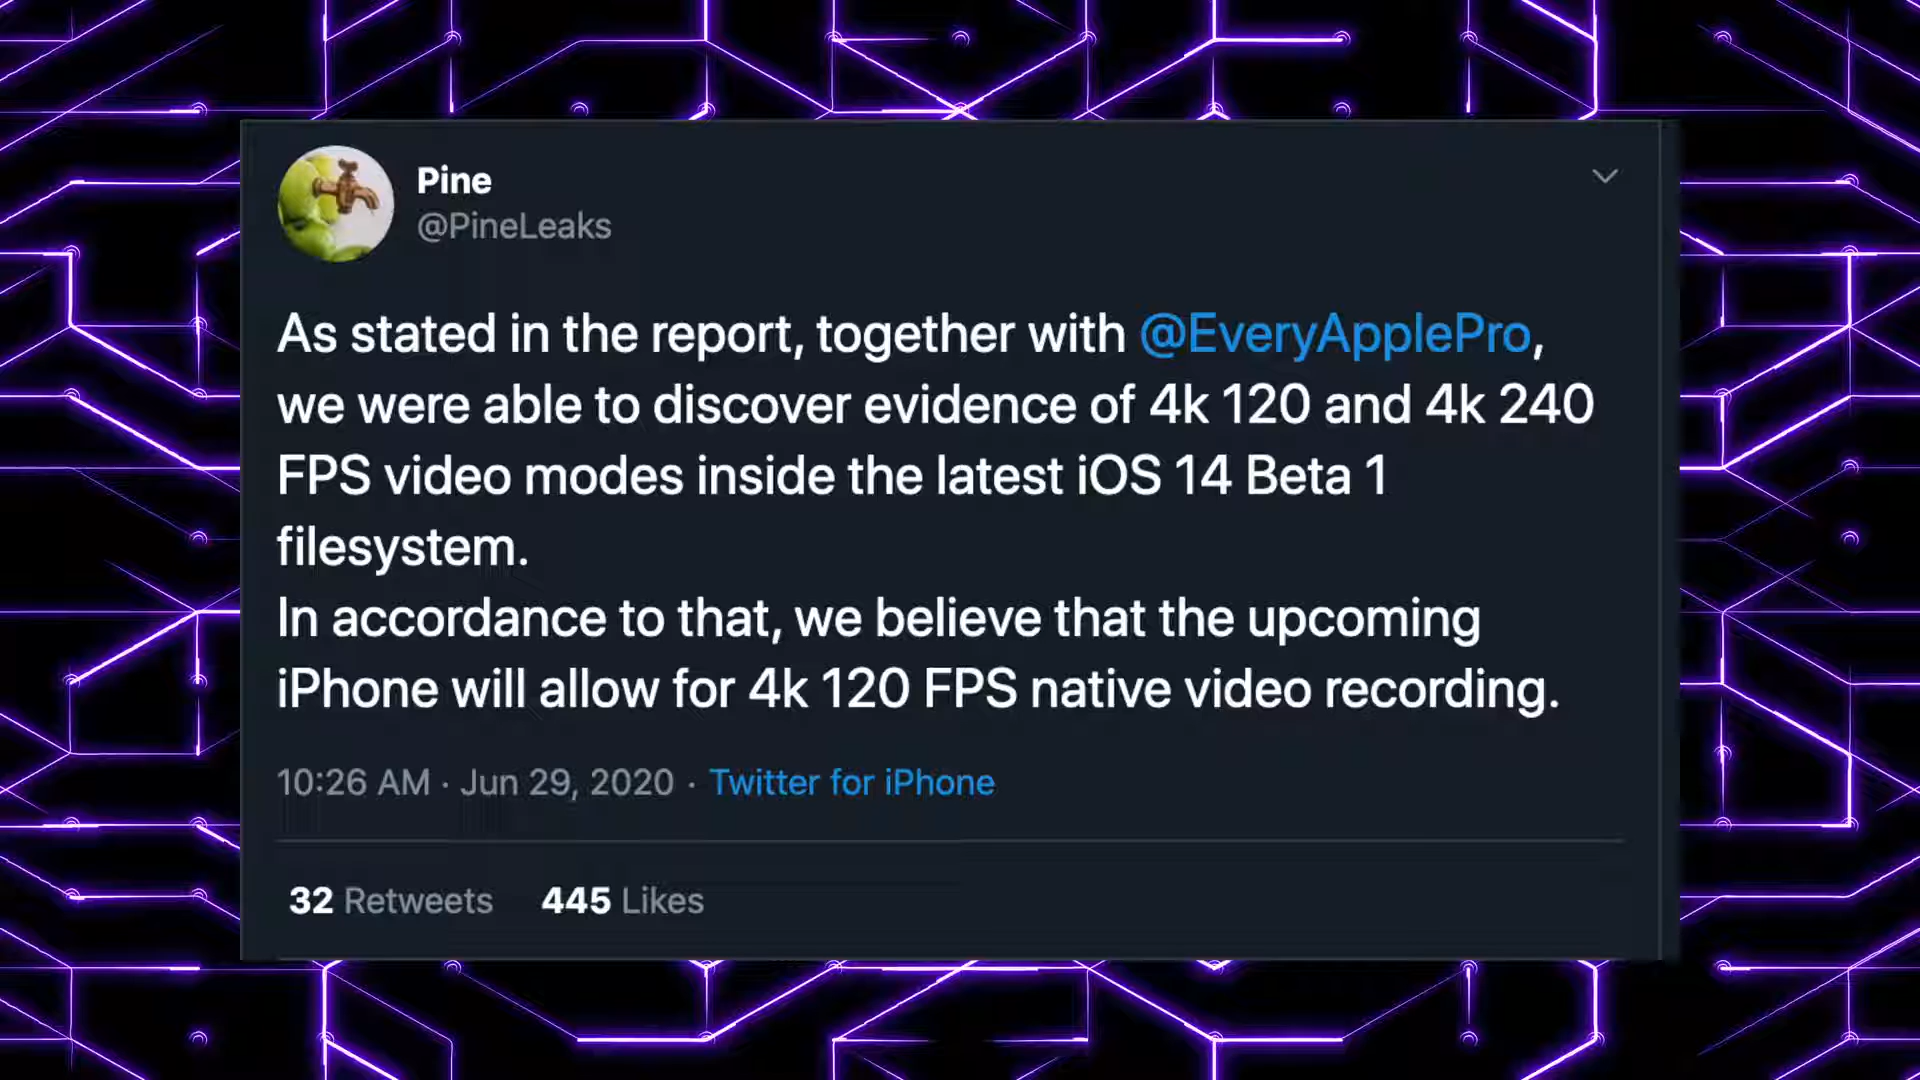 Pine
@PineLeaks
As stated in the report, together with @EveryApplePro,
we were able to discover evidence of 4k 120 and 4k 240
FPS video modes inside the latest iOS 14 Beta 1
filesystem.
In accordance to that, we believe that the upcoming
iPhone will allow for 4k 120 FPS native video recording.
10:26 AM · Jun 29, 2020 · Twitter for iPhone
32 Retweets 445 Likes